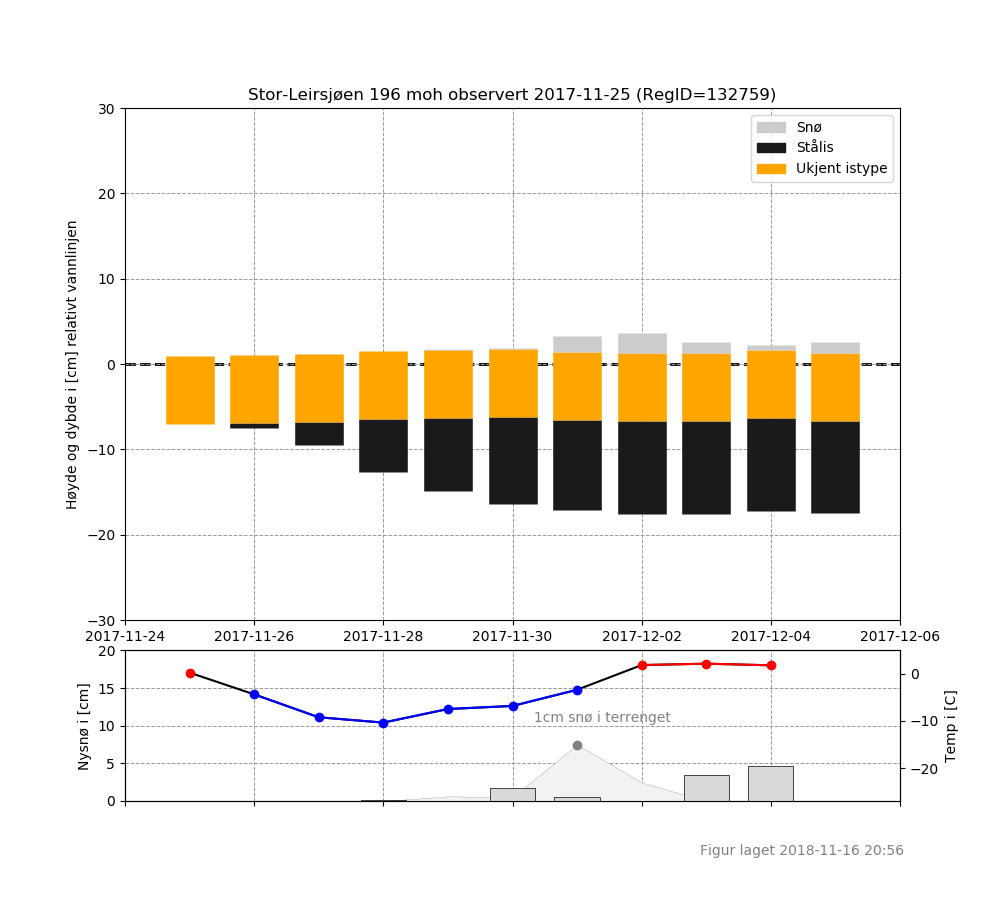 Stor-Leirsjøen 196 moh observert 2017-11-25 (RegID=132759)
Snø
Stålis
Ukjent istype
Høyde og dybde i [cm] relativt vannlinjen
30
20
10
0
−10
−20
−30
2017-11-24 2017-11-26 2017-11-28 2017-11-30 2017-12-02 2017-12-04 2017-12-06
Nysnø i [cm]
20
15
10
5
0
1cm snø i terrenget
0
−10
−20
Temp i [C]
Figur laget 2018-11-16 20:56